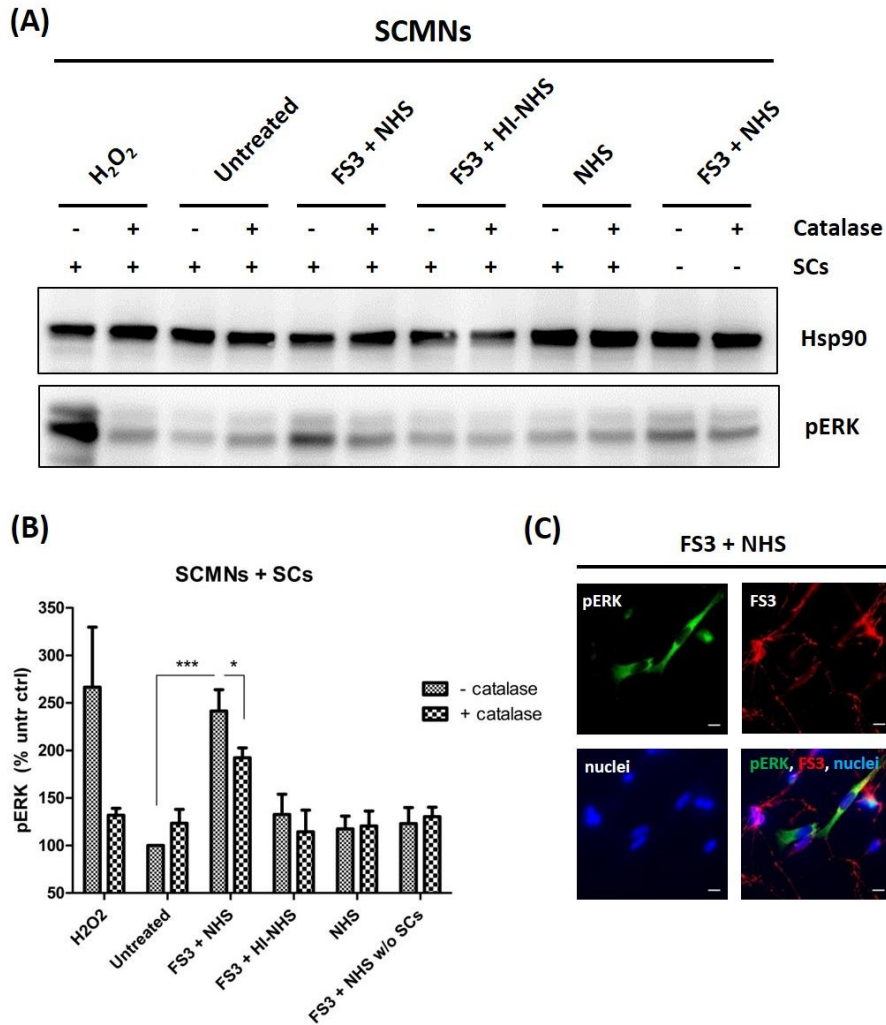 (A)
SCMNs
H₂O₂ Untreated FS3 + NHS FS3 + HI-NHS NHS FS3 + NHS
- + - + - + - + - + - + Catalase
+ + + + + + + + + + - - SCs
Hsp90
pERK
(B)
SCMNs + SCs
350
300
250
200
150
100
50
pERK (% untr ctrl)
***
*
- catalase
+ catalase
H2O2
Untreated
FS3 + NHS
FS3 + HI-NHS
NHS
FS3 + NHS w/o SCs
(C)
FS3 + NHS
pERK
FS3
nuclei
pERK, FS3, nuclei